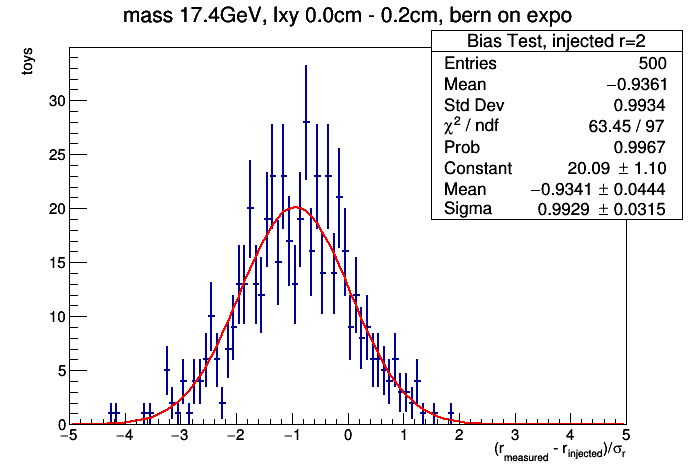 mass 17.4GeV, lxy 0.0cm - 0.2cm, bern on expo
toys
Bias Test, injected r=2
Entries 500
Mean −0.9361
Std Dev 0.9934
χ² / ndf 63.45 / 97
Prob 0.9967
Constant 20.09 ± 1.10
Mean −0.9341 ± 0.0444
Sigma 0.9929 ± 0.0315
30
25
20
15
10
5
0
−5 −4 −3 −2 −1 0 1 2 3 4 5
(r_measured - r_injected)/σ_r